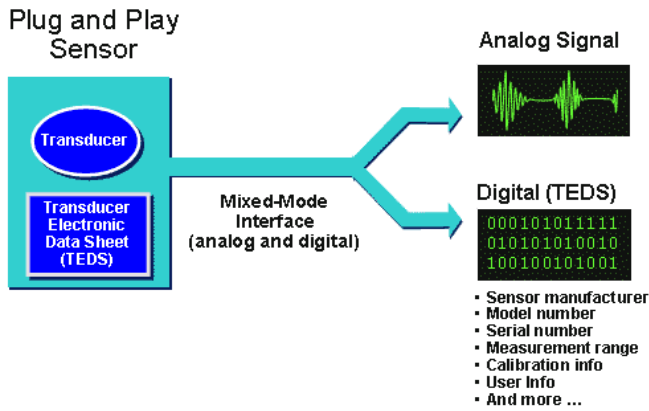 Plug and Play
Sensor
Transducer
Transducer
Electronic
Data Sheet
(TEDS)
Mixed-Mode
Interface
(analog and digital)
Analog Signal
Digital (TEDS)
000101011111
010101010010
100100101001
▪ Sensor manufacturer
▪ Model number
▪ Serial number
▪ Measurement range
▪ Calibration info
▪ User Info
▪ And more ...